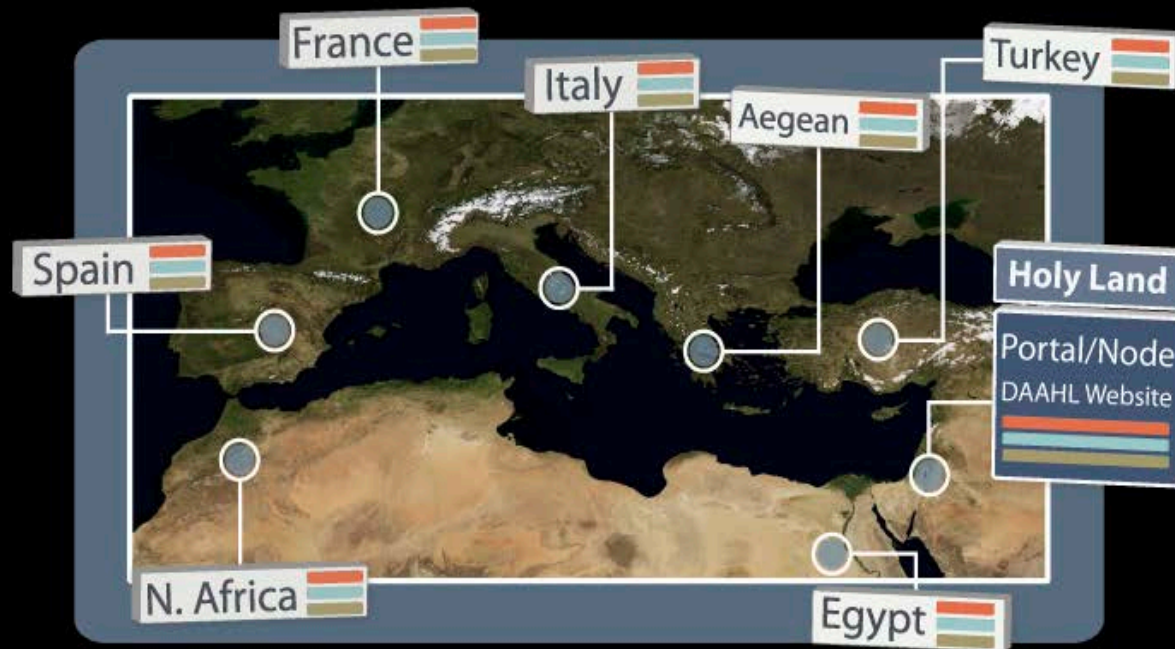 France
Italy
Turkey
Aegean
Spain
Holy Land
Portal/Node
DAAHL Website
N. Africa
Egypt